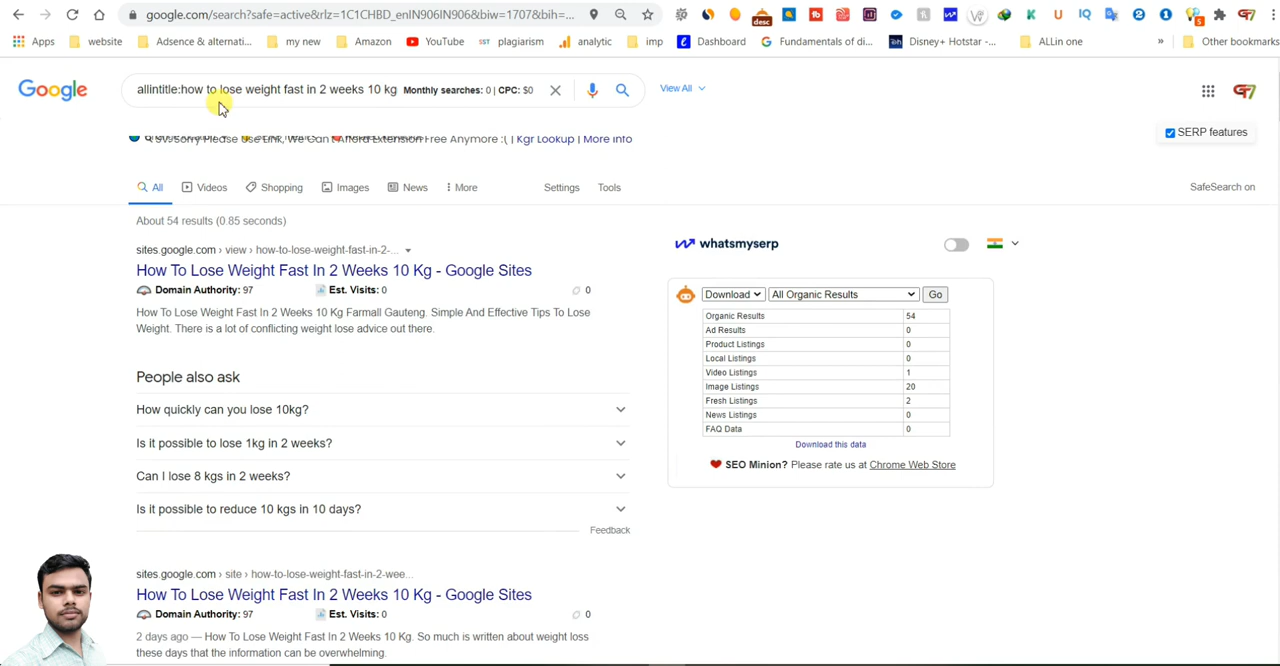 google.com/search?safe=active&rlz=1C1CHBD_enIN906IN906&biw=1707&bih=...
Apps website Adsence & alternati... my new Amazon YouTube SST plagiarism analytic imp Dashboard Fundamentals of di... Disney+ Hotstar -... ALLin one » Other bookmarks
Google
allintitle:how to lose weight fast in 2 weeks 10 kg Monthly searches: 0 | CPC: $0
View All
SV: Sorry Please Use Link, We Can't Afford Extension Free Anymore :( | Kgr Lookup | More Info
SERP features
All Videos Shopping Images News More Settings Tools
SafeSearch on
About 54 results (0.85 seconds)
sites.google.com › view › how-to-lose-weight-fast-in-2-...
How To Lose Weight Fast In 2 Weeks 10 Kg - Google Sites
Domain Authority: 97 Est. Visits: 0 0
How To Lose Weight Fast In 2 Weeks 10 Kg Farmall Gauteng. Simple And Effective Tips To Lose
Weight. There is a lot of conflicting weight lose advice out there.
People also ask
How quickly can you lose 10kg?
Is it possible to lose 1kg in 2 weeks?
Can I lose 8 kgs in 2 weeks?
Is it possible to reduce 10 kgs in 10 days?
Feedback
sites.google.com › site › how-to-lose-weight-fast-in-2-wee...
How To Lose Weight Fast In 2 Weeks 10 Kg - Google Sites
Domain Authority: 97 Est. Visits: 0 0
2 days ago — How To Lose Weight Fast In 2 Weeks 10 Kg. So much is written about weight loss
these days that the information can be overwhelming.
whatsmyserp
Download All Organic Results Go
Organic Results 54
Ad Results 0
Product Listings 0
Local Listings 0
Video Listings 1
Image Listings 20
Fresh Listings 2
News Listings 0
FAQ Data 0
Download this data
SEO Minion? Please rate us at Chrome Web Store